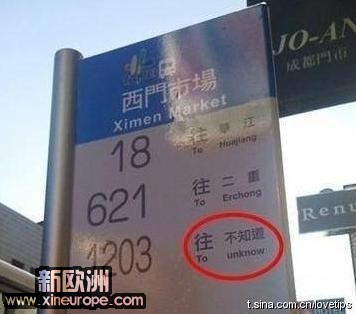 JO-AN
成都門市
西門市場
Ximen Market
18 往 華江
To Huajiang
621 往 二重
To Erchong
1203 往 不知道
To unknow
Renu
新欧洲
www.xineurope.com
t.sina.com.cn/lovetips